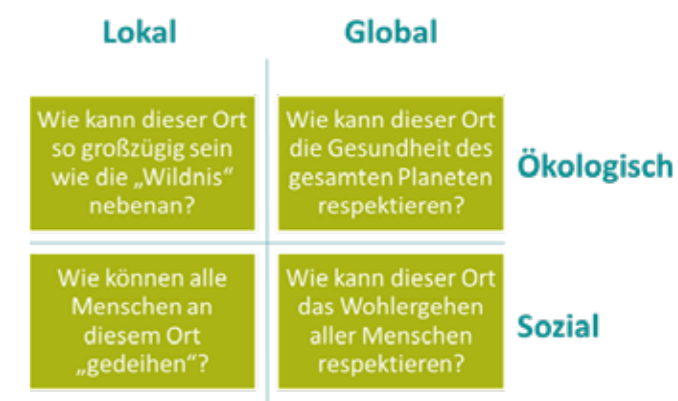 Lokal
Global
Wie kann dieser Ort
so großzügig sein
wie die „Wildnis“
nebenan?
Wie kann dieser Ort
die Gesundheit des
gesamten Planeten
respektieren?
Ökologisch
Wie können alle
Menschen an
diesem Ort
„gedeihen“?
Wie kann dieser Ort
das Wohlergehen
aller Menschen
respektieren?
Sozial